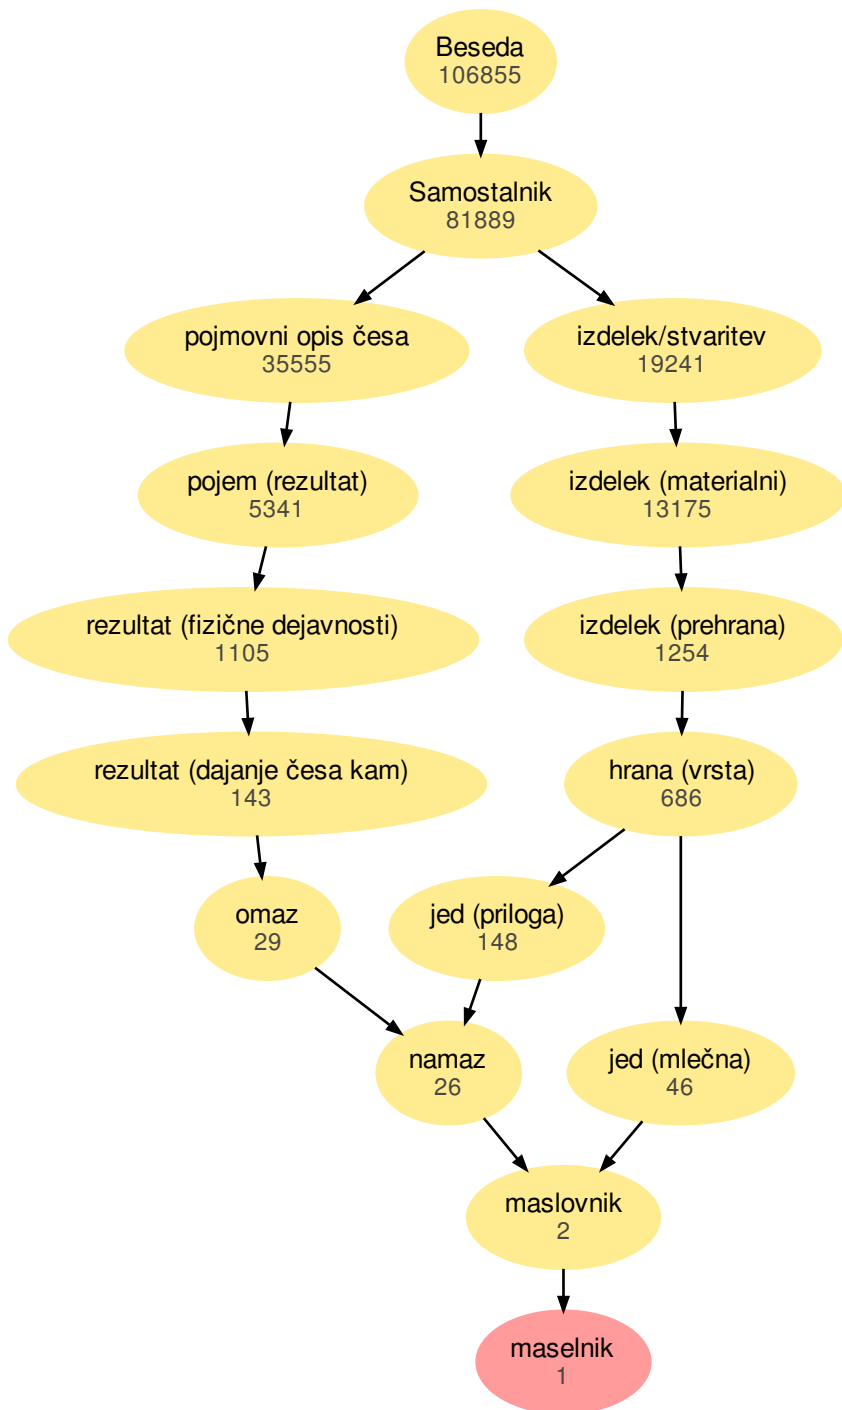 Beseda
106855
Samostalnik
81889
pojmovni opis česa
35555
izdelek/stvaritev
19241
pojem (rezultat)
5341
izdelek (materialni)
13175
rezultat (fizične dejavnosti)
1105
izdelek (prehrana)
1254
rezultat (dajanje česa kam)
143
hrana (vrsta)
686
omaz
29
jed (priloga)
148
namaz
26
jed (mlečna)
46
maslovnik
2
maselnik
1